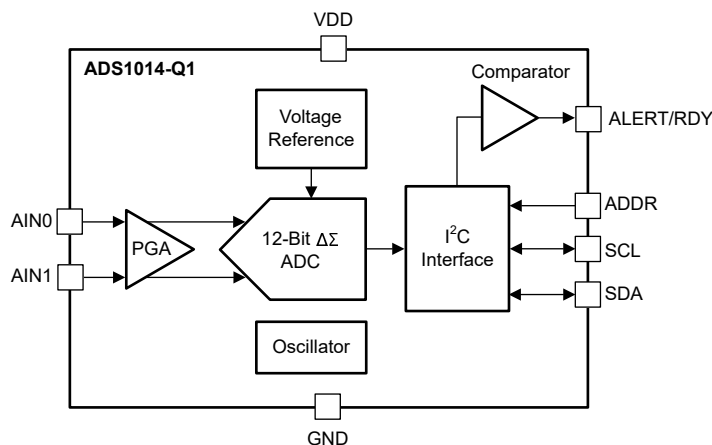 VDD
ADS1014-Q1
Comparator
Voltage
Reference
ALERT/RDY
AIN0
PGA
12-Bit ΔΣ
ADC
I²C
Interface
ADDR
SCL
AIN1
SDA
Oscillator
GND